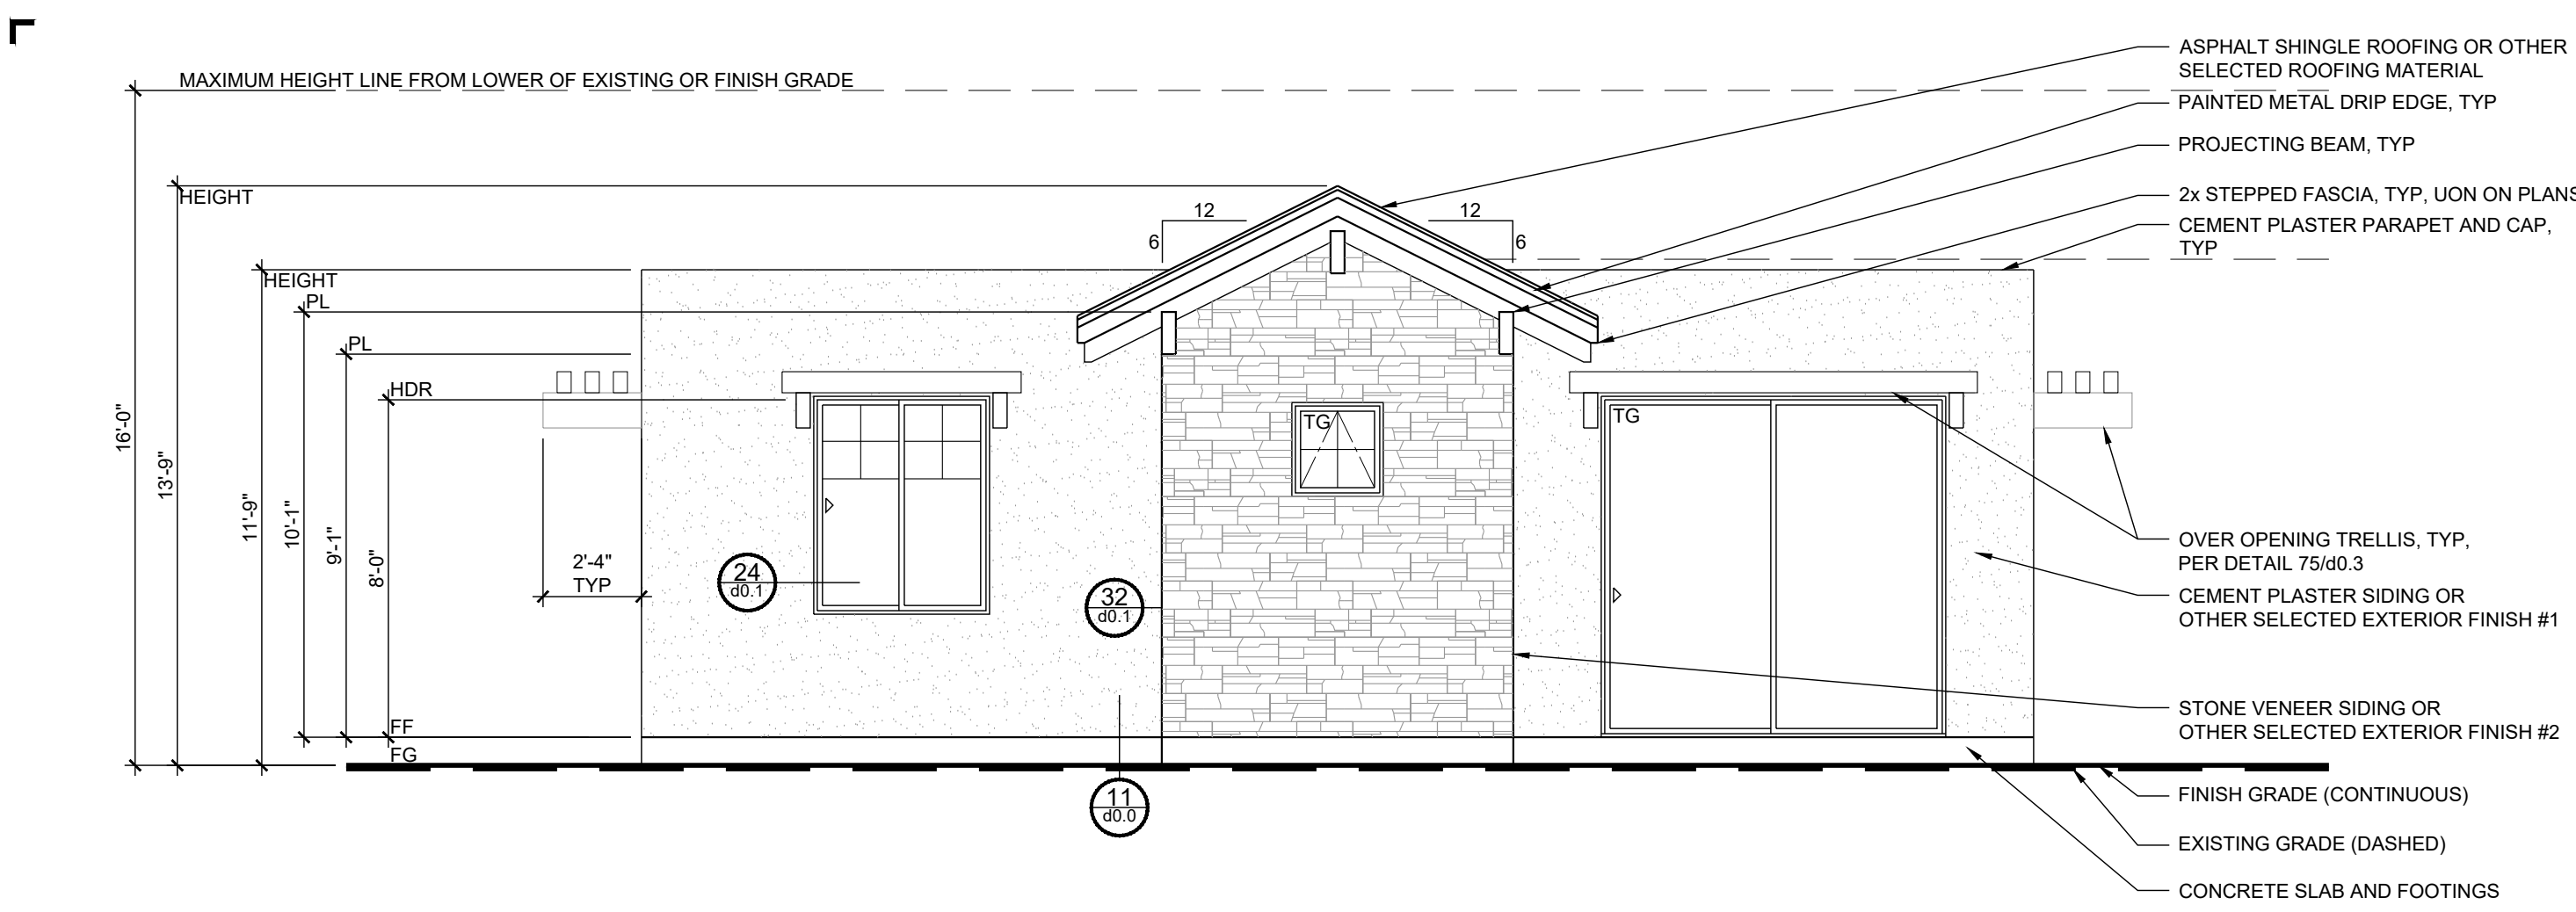 MAXIMUM HEIGHT LINE FROM LOWER OF EXISTING OR FINISH GRADE
ASPHALT SHINGLE ROOFING OR OTHER
SELECTED ROOFING MATERIAL
PAINTED METAL DRIP EDGE, TYP
PROJECTING BEAM, TYP
2x STEPPED FASCIA, TYP, UON ON PLANS
CEMENT PLASTER PARAPET AND CAP,
TYP
HEIGHT
12
12
6
6
HEIGHT
PL
PL
HDR
TG
TG
16'-0"
13'-9"
11'-9"
10'-1"
9'-1"
8'-0"
2'-4"
TYP
24
d0.1
32
d0.1
OVER OPENING TRELLIS, TYP,
PER DETAIL 75/d0.3
CEMENT PLASTER SIDING OR
OTHER SELECTED EXTERIOR FINISH #1
STONE VENEER SIDING OR
OTHER SELECTED EXTERIOR FINISH #2
FF
FG
11
d0.0
FINISH GRADE (CONTINUOUS)
EXISTING GRADE (DASHED)
CONCRETE SLAB AND FOOTINGS